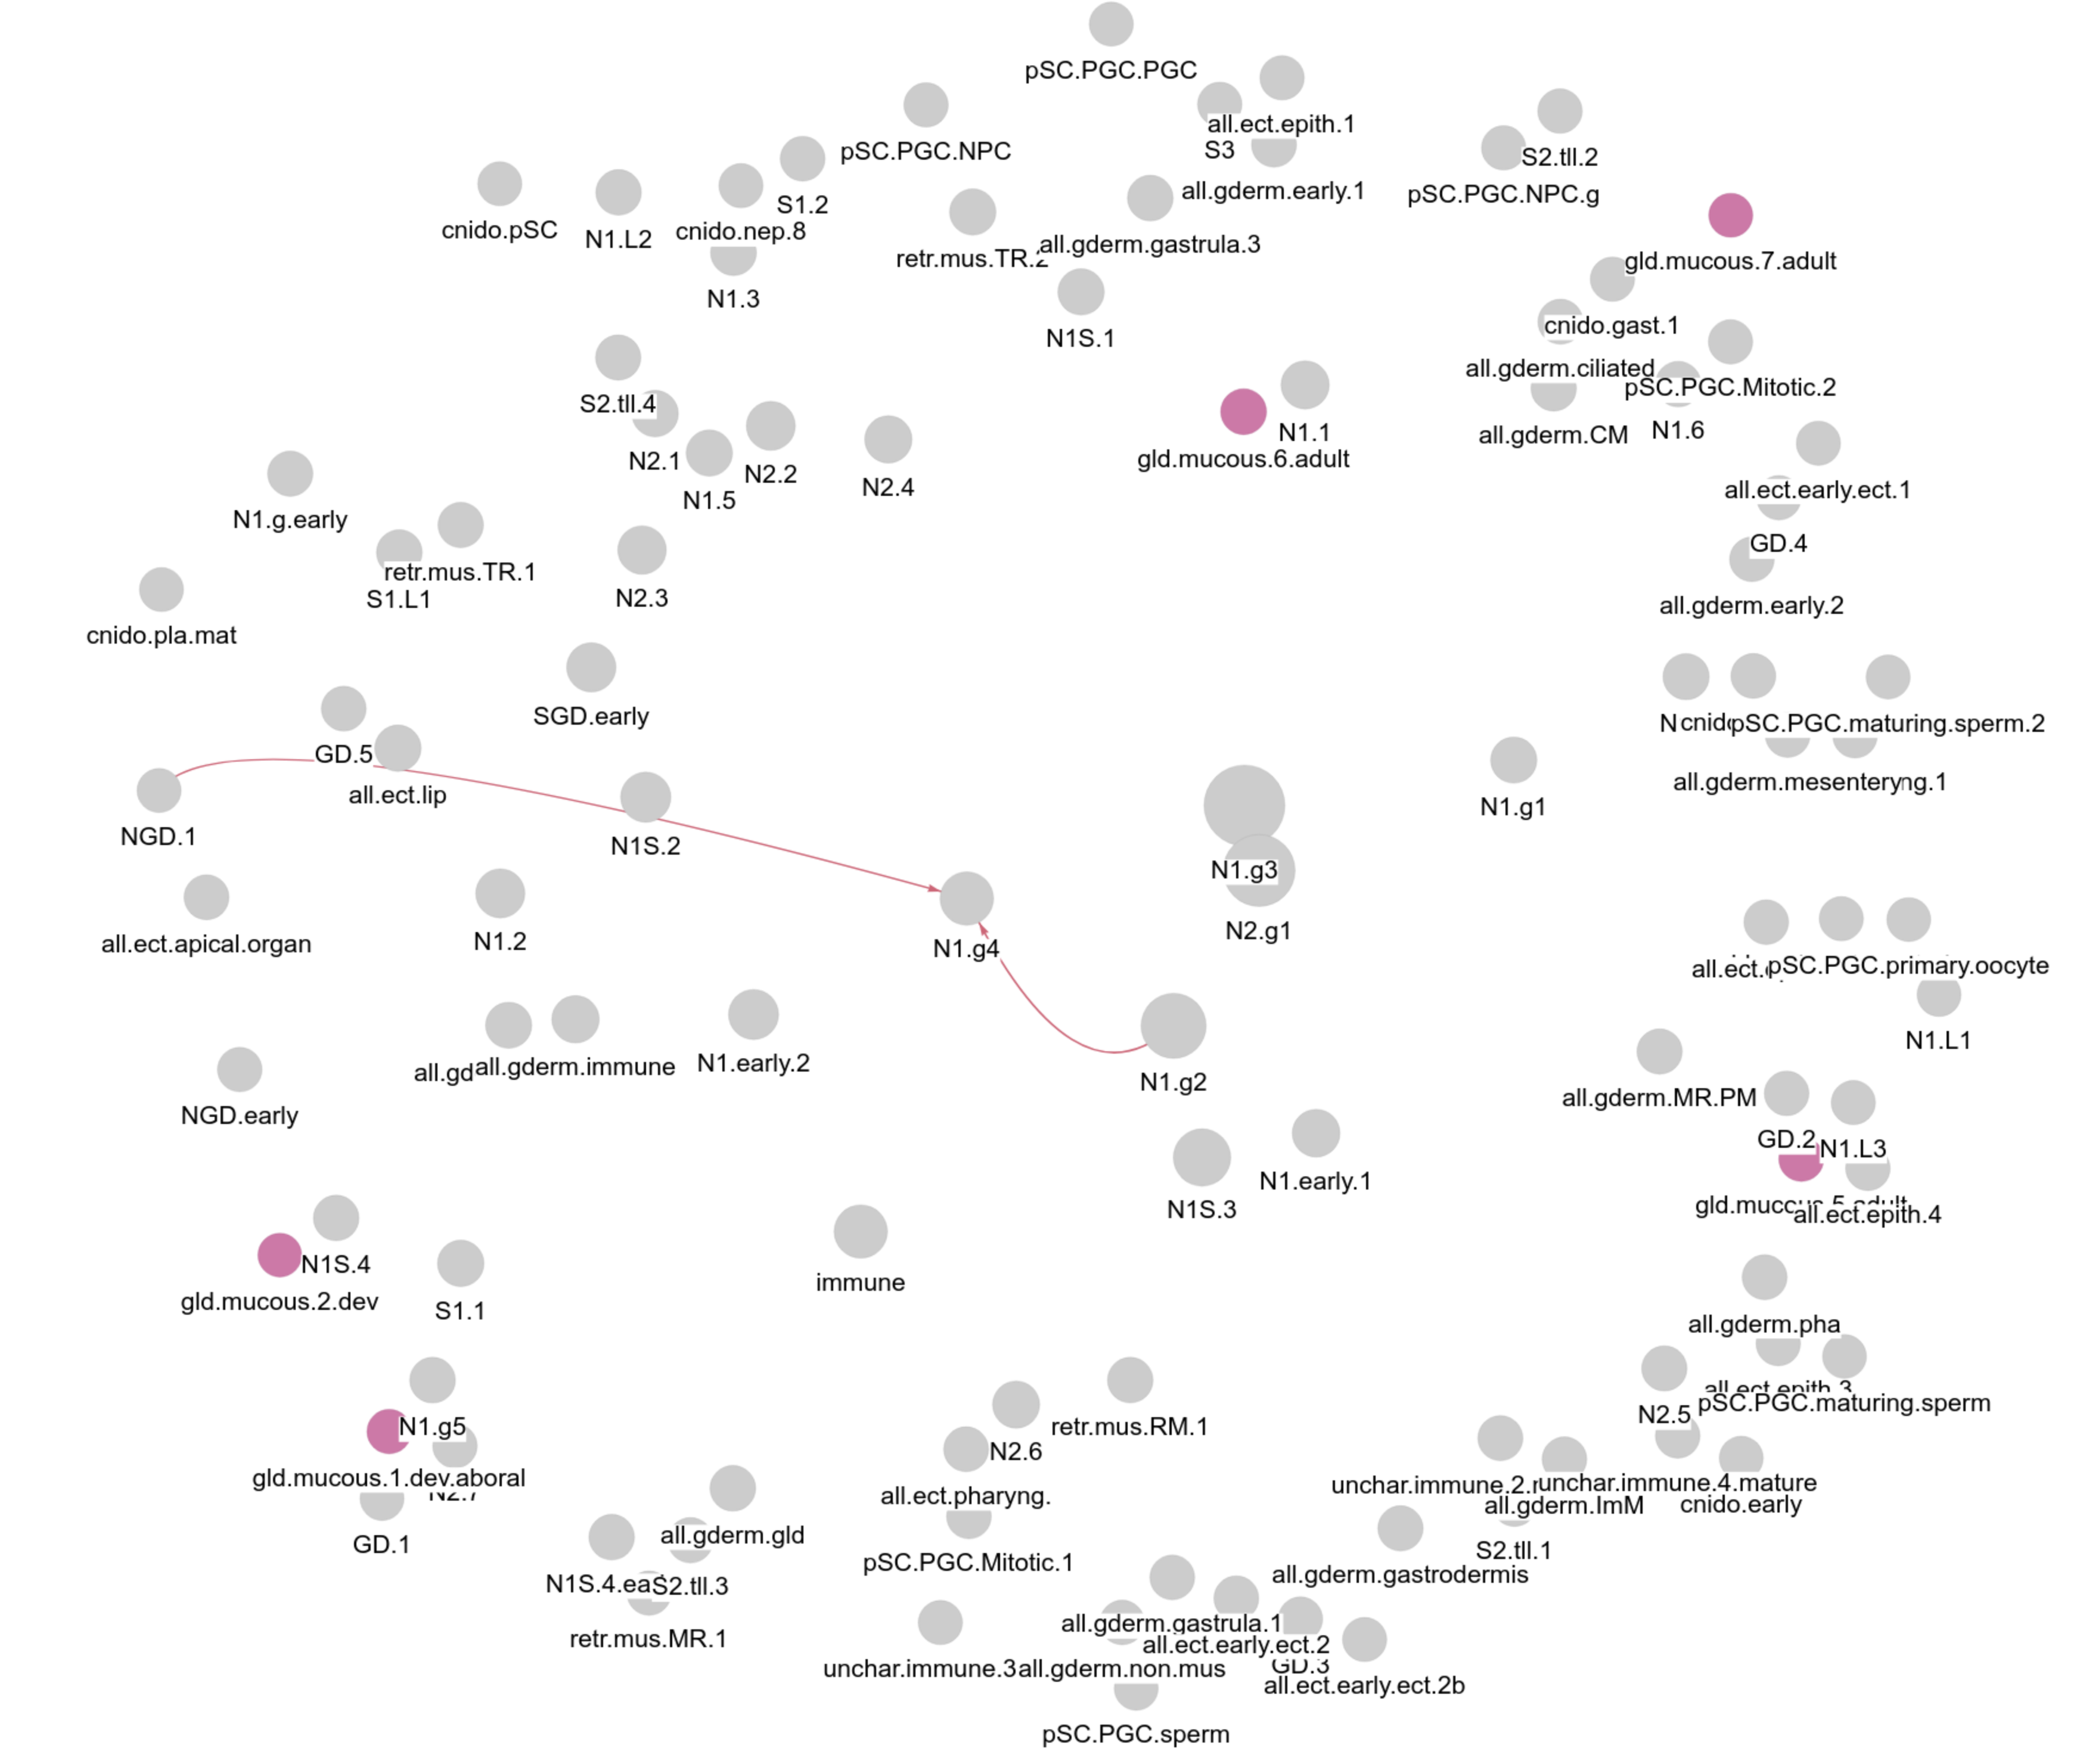 pSC.PGC.PGC
all.ect.epith.1
S3
pSC.PGC.NPC
S2.tll.2
all.gderm.early.1
pSC.PGC.NPC.g
S1.2
cnido.pSC
N1.L2
cnido.nep.8
retr.mus.TR.2
all.gderm.gastrula.3
gld.mucous.7.adult
N1.3
cnido.gast.1
N1S.1
all.gderm.ciliated
pSC.PGC.Mitotic.2
S2.tll.4
all.gderm.CM
N1.6
N1.1
gld.mucous.6.adult
N2.1
N2.2
N2.4
N1.5
all.ect.early.ect.1
N1.g.early
GD.4
retr.mus.TR.1
S1.L1
N2.3
all.gderm.early.2
cnido.pla.mat
SGD.early
pSC.PGC.maturing.sperm.2
GD.5
all.gderm.mesentery
ng.1
all.ect.lip
N1.g1
NGD.1
N1S.2
N1.g3
N2.g1
all.ect.apical.organ
N1.2
N1.g4
all.ect.
pSC.PGC.primary.oocyte
N1.L1
all.gd
all.gderm.immune
N1.early.2
N1.g2
all.gderm.MR.PM
NGD.early
GD.2
N1.L3
N1.early.1
N1S.3
gld.mucous.5.adult
all.ect.epith.4
N1S.4
gld.mucous.2.dev
S1.1
immune
all.gderm.pha
all.ect.epith.3
pSC.PGC.maturing.sperm
N2.5
N1.g5
retr.mus.RM.1
N2.6
gld.mucous.1.dev.aboral
N2.7
all.ect.pharyng.
unchar.immune.2.
unchar.immune.4.mature
all.gderm.ImM
cnido.early
GD.1
all.gderm.gld
S2.tll.1
pSC.PGC.Mitotic.1
all.gderm.gastrodermis
N1S.4.ea
S2.tll.3
retr.mus.MR.1
all.gderm.gastrula.1
all.ect.early.ect.2
unchar.immune.3
all.gderm.non.mus
GD.3
all.ect.early.ect.2b
pSC.PGC.sperm